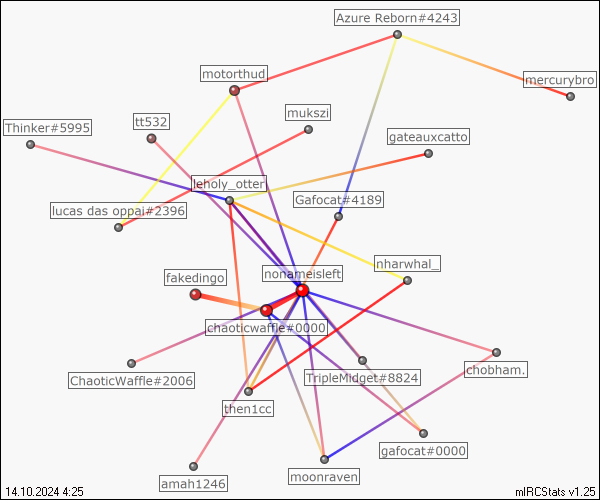 Azure Reborn#4243
motorthud
mercurybro
mukszi
Thinker#5995
tt532
gateauxcatto
leholy_otter
Gafocat#4189
lucas das oppai#2396
nharwhal_
fakedingo
nonameisleft
chaoticwaffle#0000
ChaoticWaffle#2006
TripleMidget#8824
chobham.
then1cc
gafocat#0000
amah1246
moonraven
14.10.2024 4:25
mIRCStats v1.25